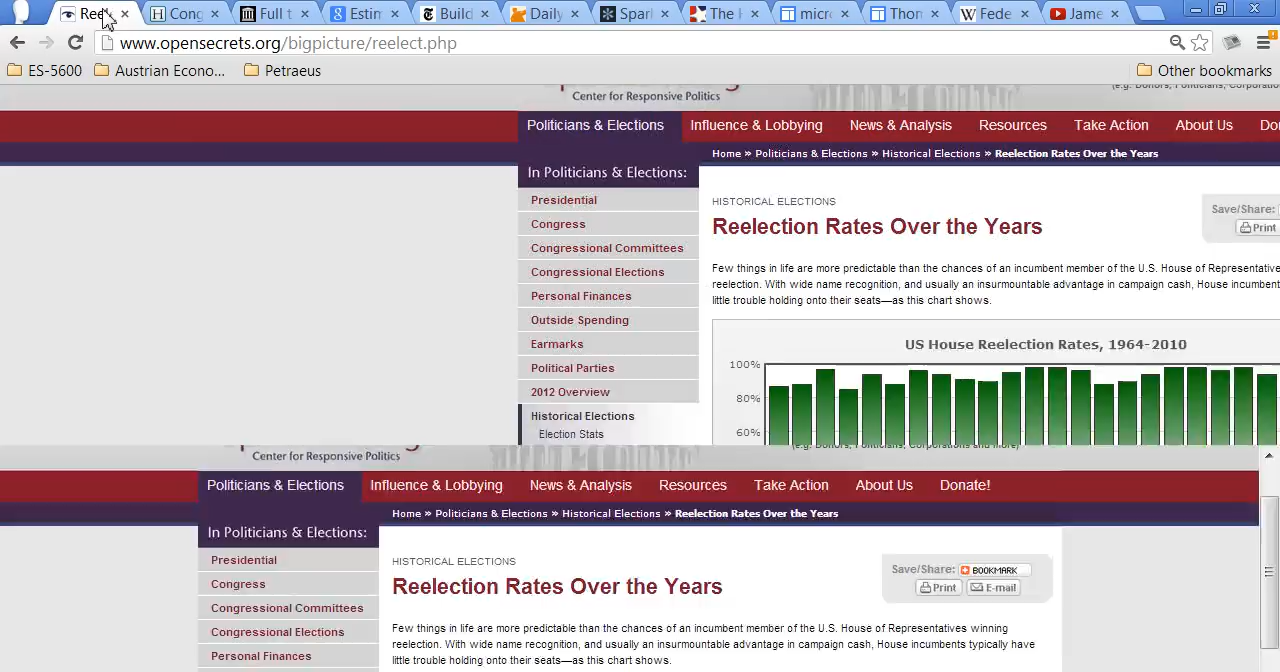 Ree Cong Full t Estim Build Daily Sparl The H micro Thon Fede Jame
www.opensecrets.org/bigpicture/reelect.php
ES-5600 Austrian Econo... Petraeus Other bookmarks
Center for Responsive Politics
Politicians & Elections Influence & Lobbying News & Analysis Resources Take Action About Us Do
Home » Politicians & Elections » Historical Elections » Reelection Rates Over the Years
In Politicians & Elections:
Presidential
Congress
Congressional Committees
Congressional Elections
Personal Finances
Outside Spending
Earmarks
Political Parties
2012 Overview
Historical Elections
Election Stats
HISTORICAL ELECTIONS
Reelection Rates Over the Years
Save/Share:
Print
Few things in life are more predictable than the chances of an incumbent member of the U.S. House of Representative
reelection. With wide name recognition, and usually an insurmountable advantage in campaign cash, House incumbent
little trouble holding onto their seats—as this chart shows.
US House Reelection Rates, 1964-2010
100%
80%
60%
(e.g. Donors, Politicians, Corporations and more)
Center for Responsive Politics
Politicians & Elections Influence & Lobbying News & Analysis Resources Take Action About Us Donate!
Home » Politicians & Elections » Historical Elections » Reelection Rates Over the Years
In Politicians & Elections:
Presidential
Congress
Congressional Committees
Congressional Elections
Personal Finances
HISTORICAL ELECTIONS
Reelection Rates Over the Years
Save/Share: BOOKMARK
Print E-mail
Few things in life are more predictable than the chances of an incumbent member of the U.S. House of Representatives winning
reelection. With wide name recognition, and usually an insurmountable advantage in campaign cash, House incumbents typically have
little trouble holding onto their seats—as this chart shows.